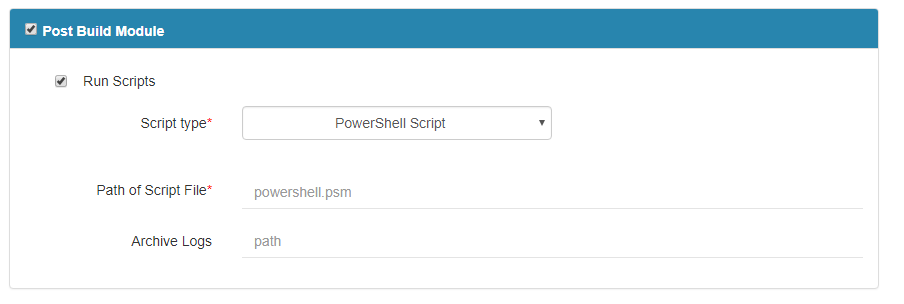 Post Build Module
Run Scripts
Script type*
PowerShell Script
Path of Script File*
powershell.psm
Archive Logs
path